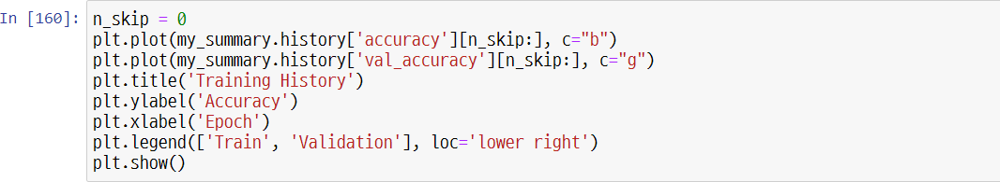 In [160]: n_skip = 0
plt.plot(my_summary.history['accuracy'][n_skip:], c="b")
plt.plot(my_summary.history['val_accuracy'][n_skip:], c="g")
plt.title('Training History')
plt.ylabel('Accuracy')
plt.xlabel('Epoch')
plt.legend(['Train', 'Validation'], loc='lower right')
plt.show()